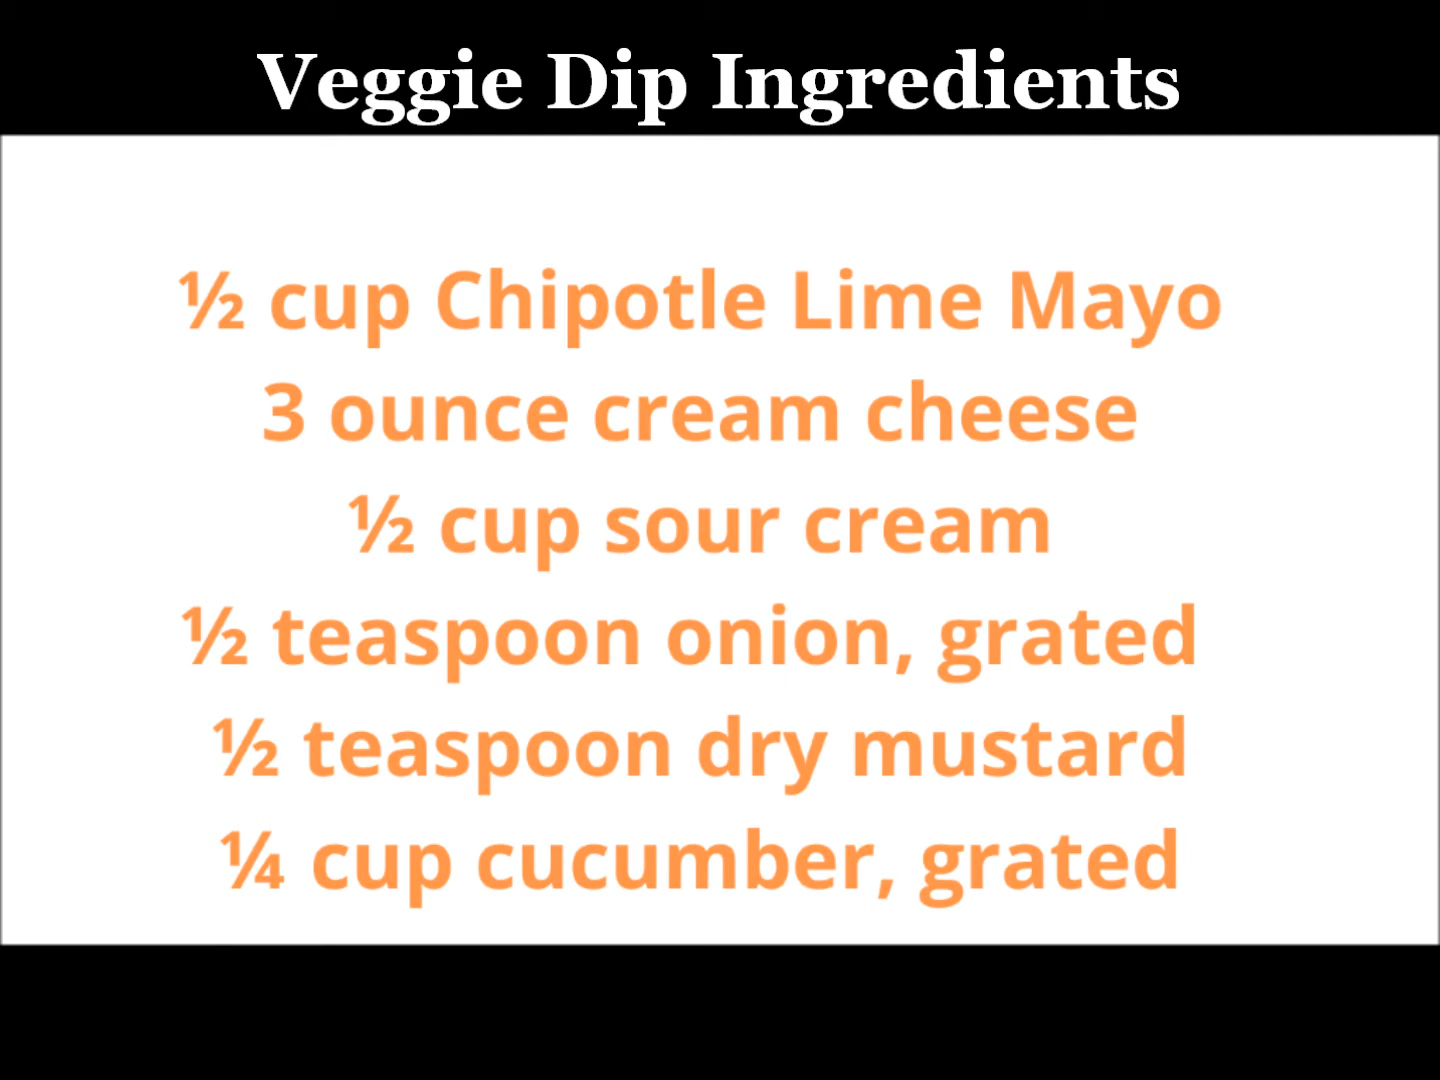 Veggie Dip Ingredients
½ cup Chipotle Lime Mayo
3 ounce cream cheese
½ cup sour cream
½ teaspoon onion, grated
½ teaspoon dry mustard
¼ cup cucumber, grated